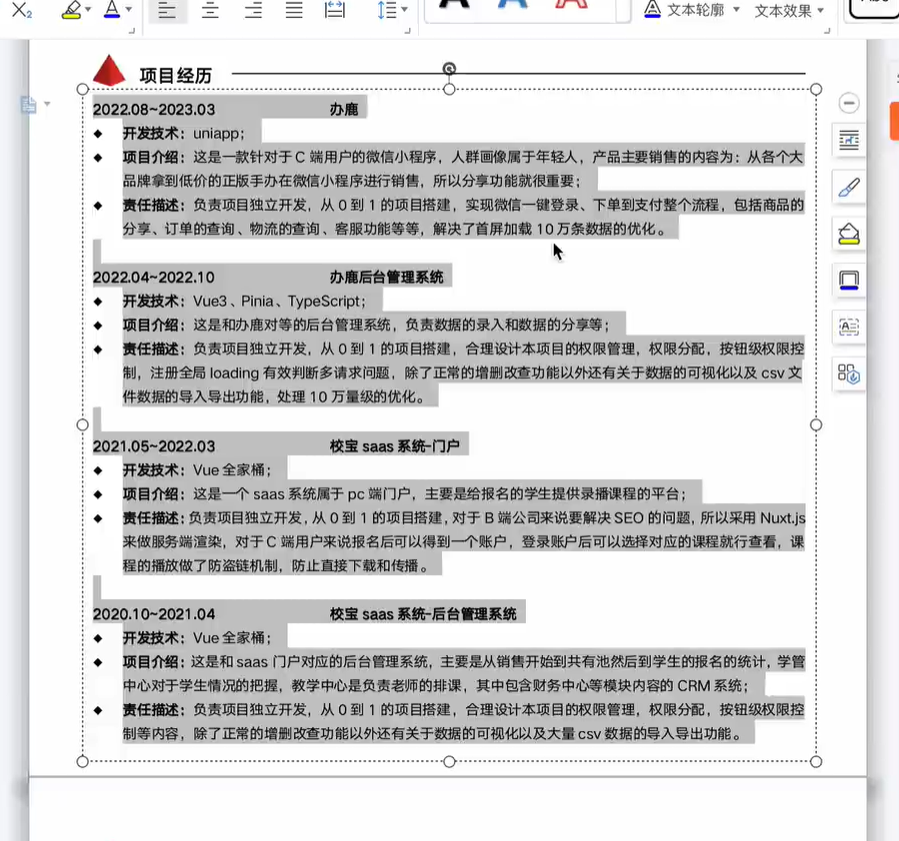 X₂ A 文本轮廓 文本效果
项目经历
2022.08~2023.03 办鹿
开发技术：uniapp；
项目介绍：这是一款针对于 C 端用户的微信小程序，人群画像属于年轻人，产品主要销售的内容为：从各个大
品牌拿到低价的正版手办在微信小程序进行销售，所以分享功能就很重要；
责任描述：负责项目独立开发，从 0 到 1 的项目搭建，实现微信一键登录、下单到支付整个流程，包括商品的
分享、订单的查询、物流的查询、客服功能等等，解决了首屏加载 10 万条数据的优化。
2022.04~2022.10 办鹿后台管理系统
开发技术：Vue3 、Pinia、TypeScript；
项目介绍：这是和办鹿对等的后台管理系统，负责数据的录入和数据的分享等；
责任描述：负责项目独立开发，从 0 到 1 的项目搭建，合理设计本项目的权限管理，权限分配，按钮级权限控
制，注册全局 loading 有效判断多请求问题，除了正常的增删改查功能以外还有关于数据的可视化以及 csv 文
件数据的导入导出功能，处理 10 万量级的优化。
2021.05~2022.03 校宝 saas 系统-门户
开发技术：Vue 全家桶；
项目介绍：这是一个 saas 系统属于 pc 端门户，主要是给报名的学生提供录播课程的平台；
责任描述：负责项目独立开发，从 0 到 1 的项目搭建，对于 B 端公司来说要解决 SEO 的问题，所以采用 Nuxt.js
来做服务端渲染，对于 C 端用户来说报名后可以得到一个账户，登录账户后可以选择对应的课程就行查看，课
程的播放做了防盗链机制，防止直接下载和传播。
2020.10~2021.04 校宝 saas 系统-后台管理系统
开发技术：Vue 全家桶；
项目介绍：这是和 saas 门户对应的后台管理系统，主要是从销售开始到共有池然后到学生的报名的统计，学管
中心对于学生情况的把握，教学中心是负责老师的排课，其中包含财务中心等模块内容的 CRM 系统；
责任描述：负责项目独立开发，从 0 到 1 的项目搭建，合理设计本项目的权限管理，权限分配，按钮级权限控
制等内容，除了正常的增删改查功能以外还有关于数据的可视化以及大量 csv 数据的导入导出功能。